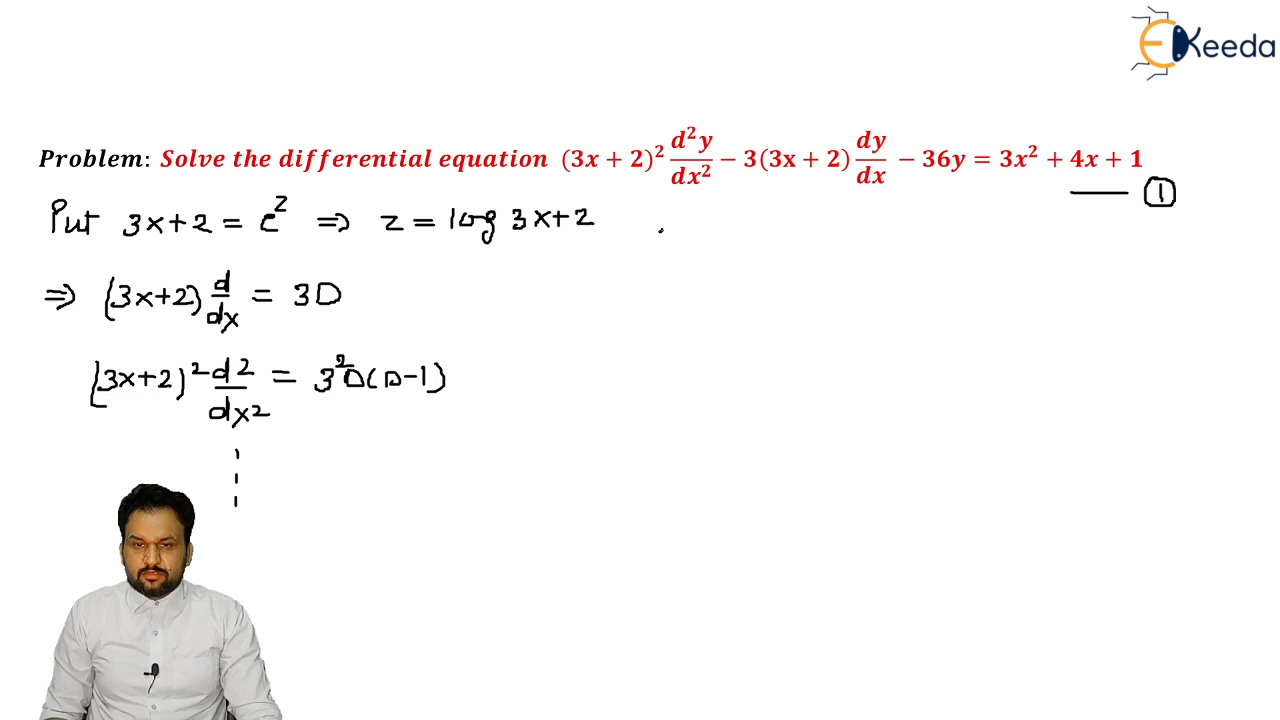 EKeeda
Problem: Solve the differential equation (3x + 2)² d²y/dx² − 3(3x + 2) dy/dx − 36y = 3x² + 4x + 1
—— ①
Put 3x+2 = e^z ⇒ z = log 3x+2
⇒ (3x+2) d/dx = 3D
(3x+2)² d2/dx² = 3²D(D-1)